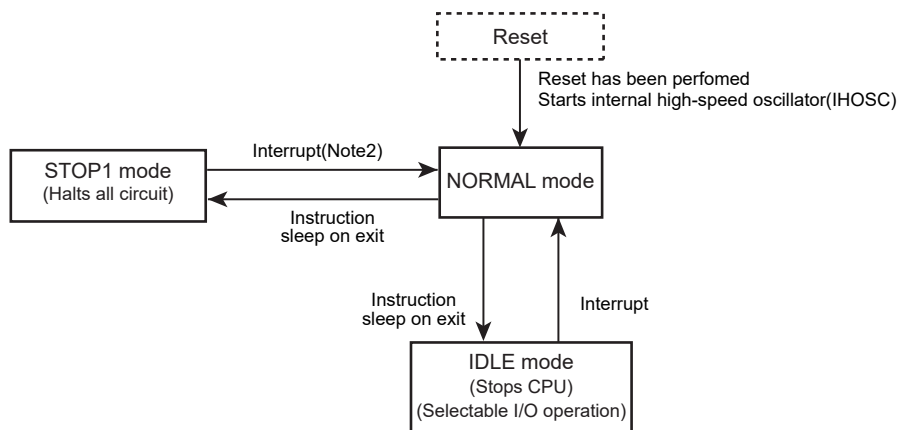 Reset
Reset has been perfomed
Starts internal high-speed oscillator(IHOSC)
Interrupt(Note2)
STOP1 mode
(Halts all circuit)
NORMAL mode
Instruction
sleep on exit
Instruction
sleep on exit
Interrupt
IDLE mode
(Stops CPU)
(Selectable I/O operation)